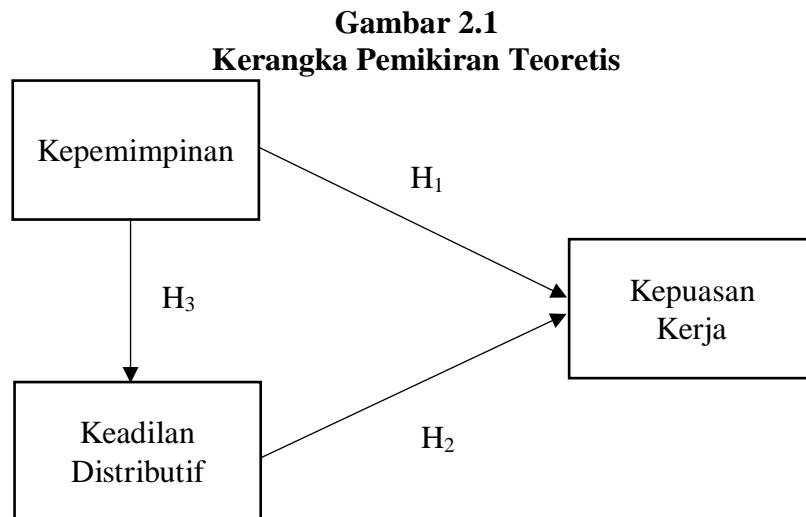 Gambar 2.1
Kerangka Pemikiran Teoretis
Kepemimpinan
H₁
H₃
Kepuasan
Kerja
Keadilan
Distributif
H₂